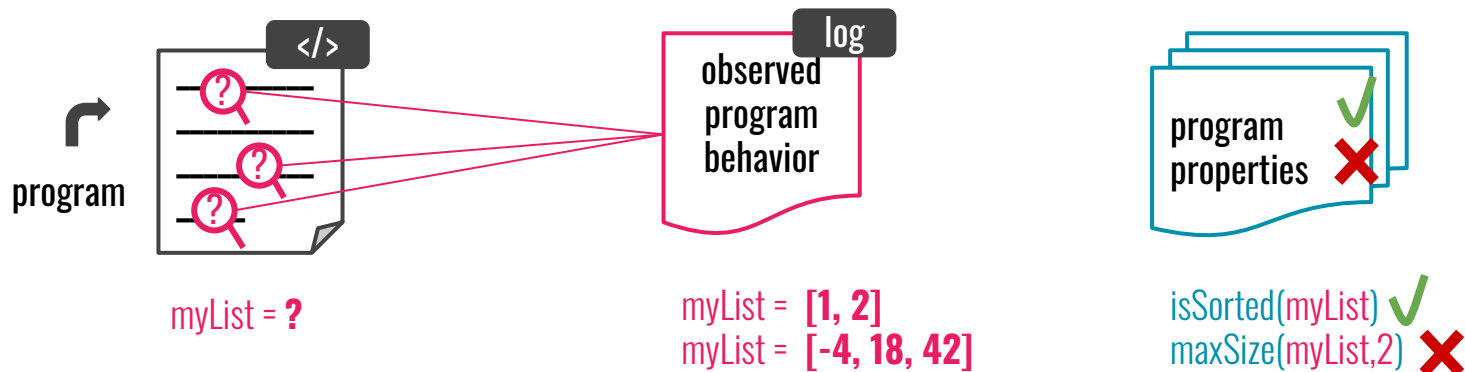 program
</>
?
?
?
myList = ?
log
observed
program
behavior
myList = [1, 2]
myList = [-4, 18, 42]
program
properties
isSorted(myList)
maxSize(myList,2)